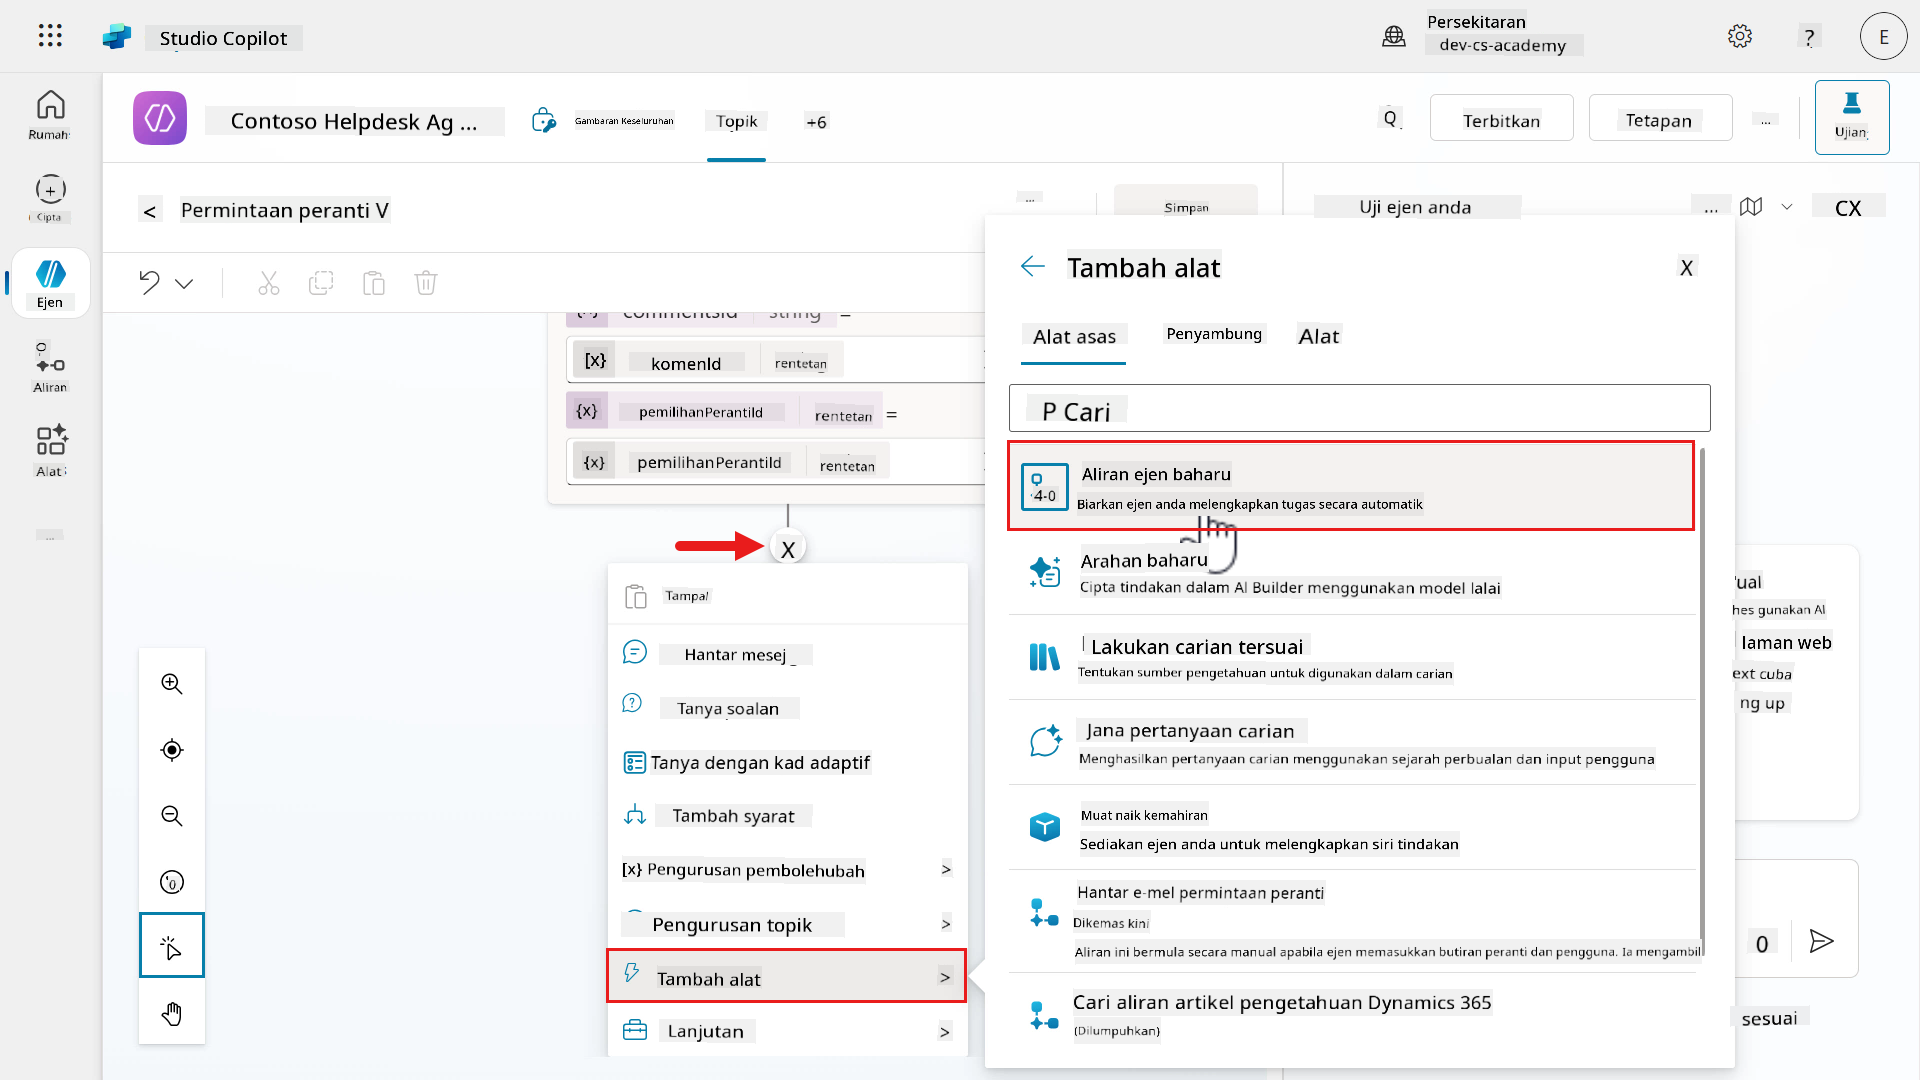 Studio Copilot
Persekitaran
dev-cs-academy
?
E
Rumah
Cipta
Ejen
Aliran
Alat
...
Contoso Helpdesk Ag ...
Gambaran Keseluruhan
Topik
+6
Q
Terbitkan
Tetapan
...
Ujian
< Permintaan peranti V
...
Simpan
Uji ejen anda
...
CX
string =
[x] komenId rentetan
{x} pemilihanPerantiId rentetan =
{x} pemilihanPerantiId rentetan
X
Tampal
Hantar mesej
Tanya soalan
Tanya dengan kad adaptif
Tambah syarat
[x] Pengurusan pembolehubah >
Pengurusan topik >
Tambah alat >
Lanjutan >
Tambah alat
X
Alat asas
Penyambung
Alat
P Cari
4-0
Aliran ejen baharu
Biarkan ejen anda melengkapkan tugas secara automatik
Arahan baharu
Cipta tindakan dalam AI Builder menggunakan model lalai
Lakukan carian tersuai
Tentukan sumber pengetahuan untuk digunakan dalam carian
Jana pertanyaan carian
Menghasilkan pertanyaan carian menggunakan sejarah perbualan dan input pengguna
Muat naik kemahiran
Sediakan ejen anda untuk melengkapkan siri tindakan
Hantar e-mel permintaan peranti
Dikemas kini
Aliran ini bermula secara manual apabila ejen memasukkan butiran peranti dan pengguna. Ia mengambil
Cari aliran artikel pengetahuan Dynamics 365
(Dilumpuhkan)
ual
hes gunakan AI
laman web
ext cuba
ng up
0
sesuai